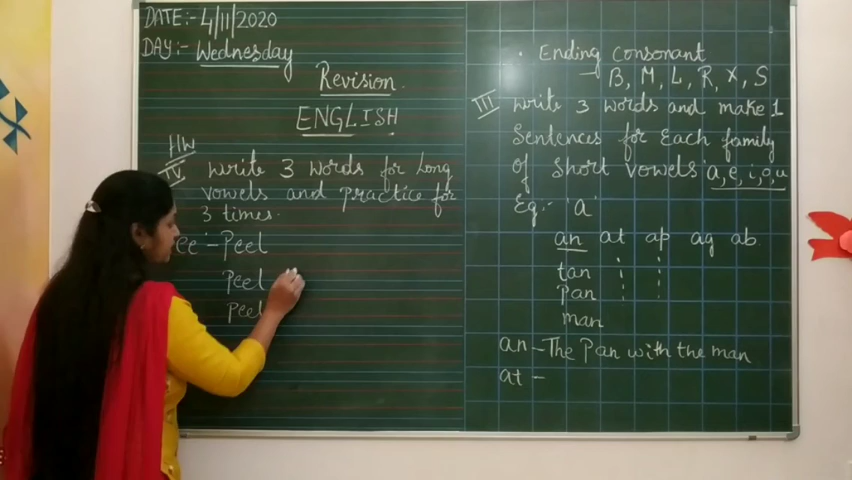 DATE:- 4/11/2020
DAY:- Wednesday
Revision
ENGLISH
HW
IV Write 3 words for long
vowels and practice for
3 times.
ee - Peel
Peel
Peel
• Ending consonant
- B, M, L, R, X, S
III Write 3 words and make 1
Sentences for Each family
of short vowels 'a, e, i, o, u
Eg:- 'a'
an at ap ag ab.
tan
Pan
man
an - The Pan with the man
at -